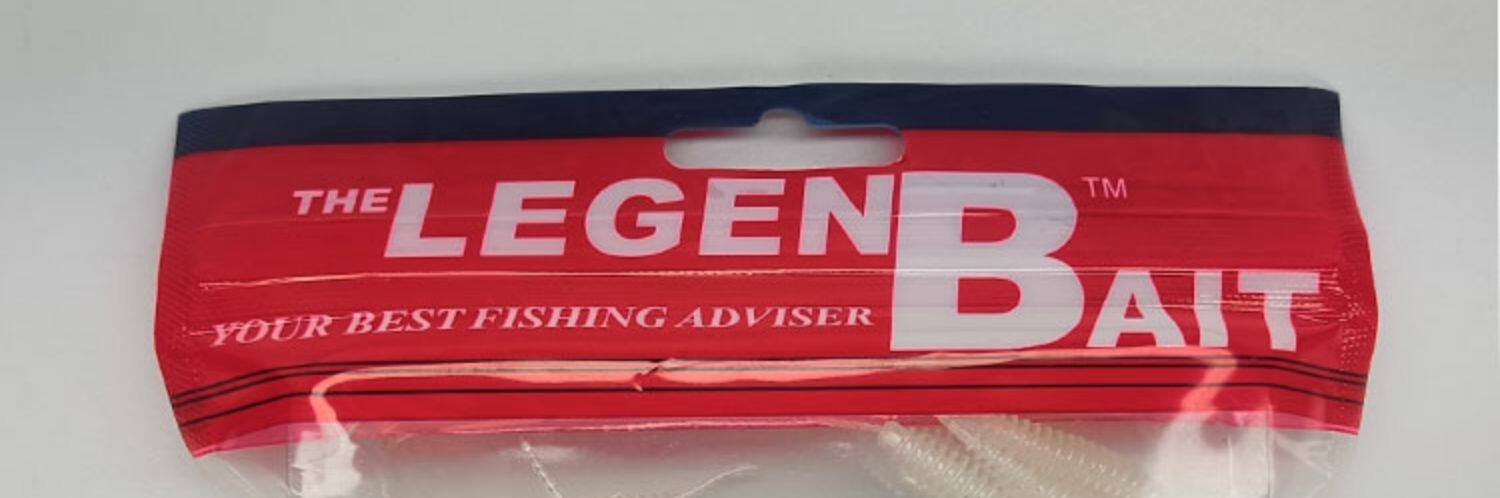 THE LEGENBAIT™
YOUR BEST FISHING ADVISER